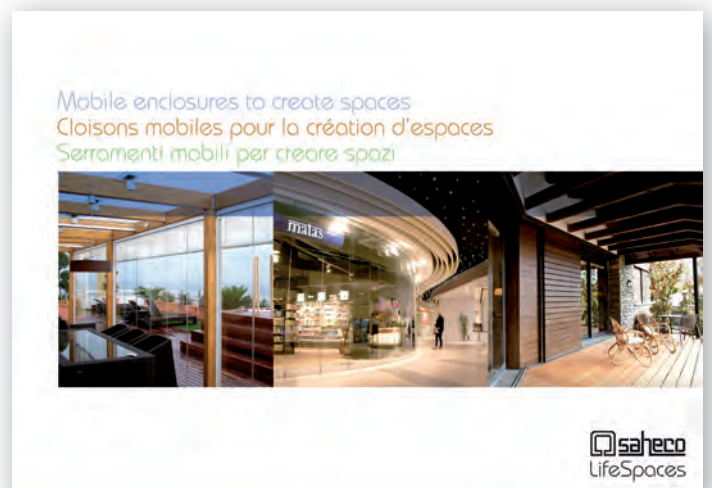 Mobile enclosures to create spaces
Cloisons mobiles pour la création d'espaces
Serramenti mobili per creare spazi
matas
saheco
LifeSpaces